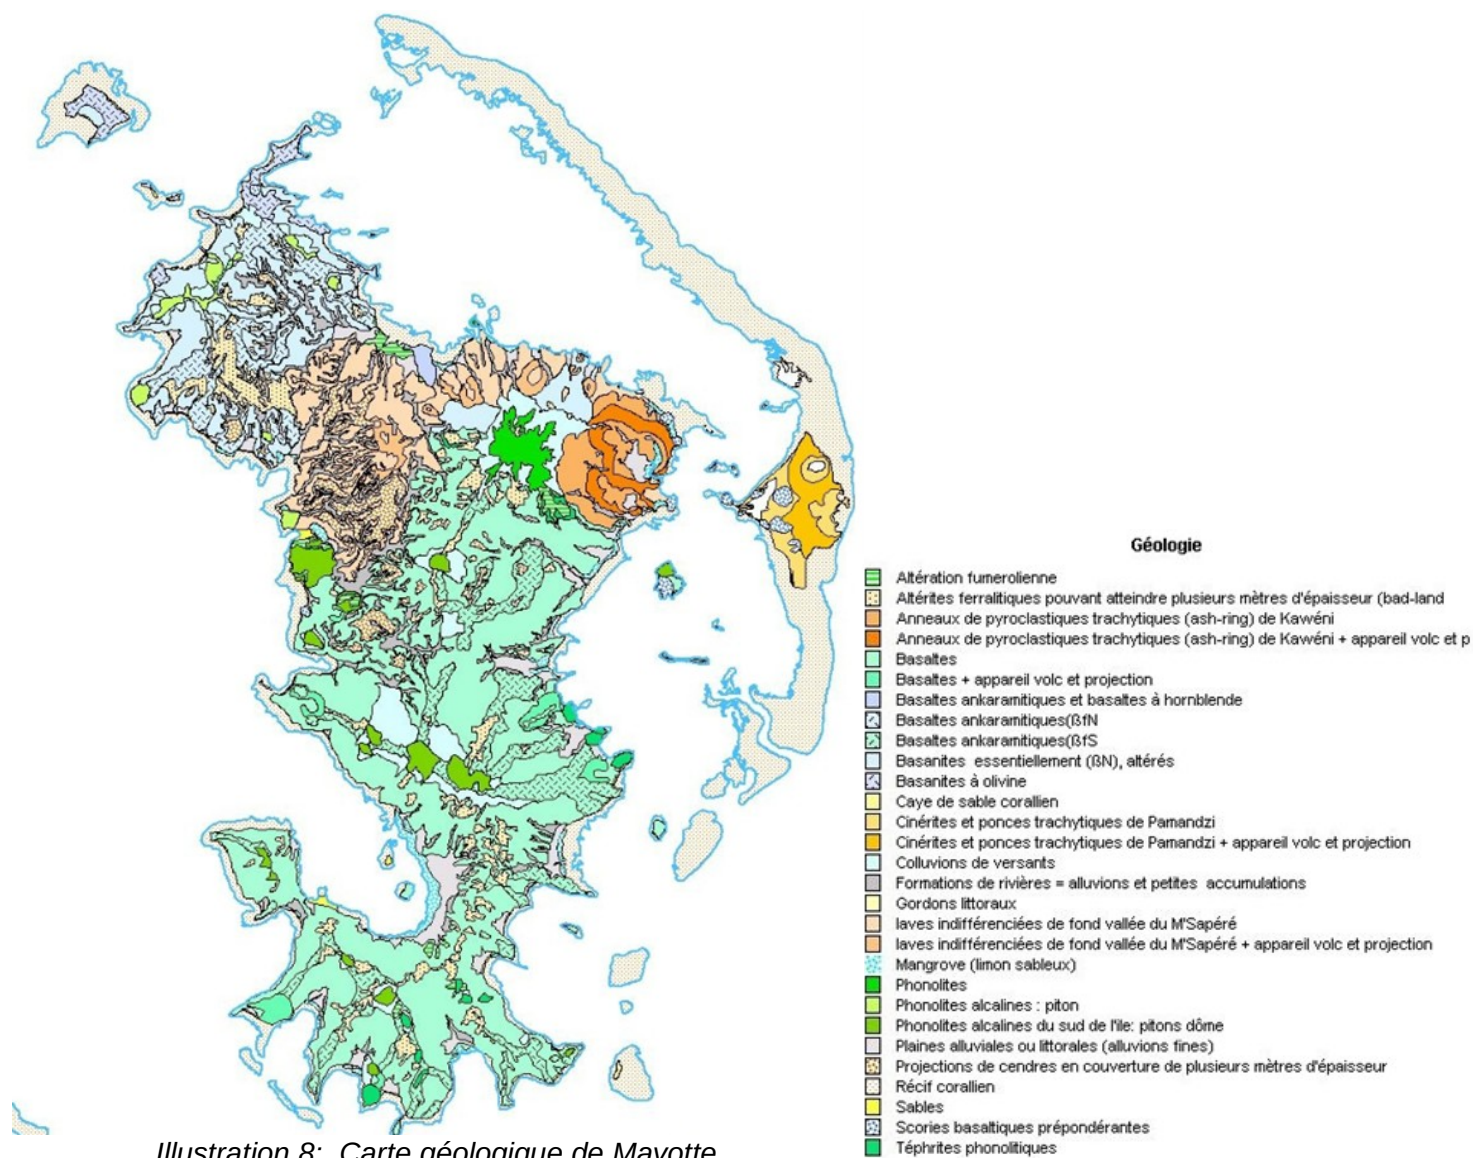 Géologie
Altération fumerolienne
Altérites ferralitiques pouvant atteindre plusieurs mètres d'épaisseur (bad-land
Anneaux de pyroclastiques trachytiques (ash-ring) de Kawéni
Anneaux de pyroclastiques trachytiques (ash-ring) de Kawéni + appareil volc et p
Basaltes
Basaltes + appareil volc et projection
Basaltes ankaramitiques et basaltes à hornblende
Basaltes ankaramitiques(ßfN
Basaltes ankaramitiques(ßfS
Basanites essentiellement (ßN), altérés
Basanites à olivine
Caye de sable corallien
Cinérites et ponces trachytiques de Pamandzi
Cinérites et ponces trachytiques de Pamandzi + appareil volc et projection
Colluvions de versants
Formations de rivières = alluvions et petites accumulations
Gordons littoraux
laves indifférenciées de fond vallée du M'Sapéré
laves indifférenciées de fond vallée du M'Sapéré + appareil volc et projection
Mangrove (limon sableux)
Phonolites
Phonolites alcalines : piton
Phonolites alcalines du sud de l'ile: pitons dôme
Plaines alluviales ou littorales (alluvions fines)
Projections de cendres en couverture de plusieurs mètres d'épaisseur
Récif corallien
Sables
Scories basaltiques prépondérantes
Téphrites phonolitiques
Illustration 8: Carte géologique de Mayotte